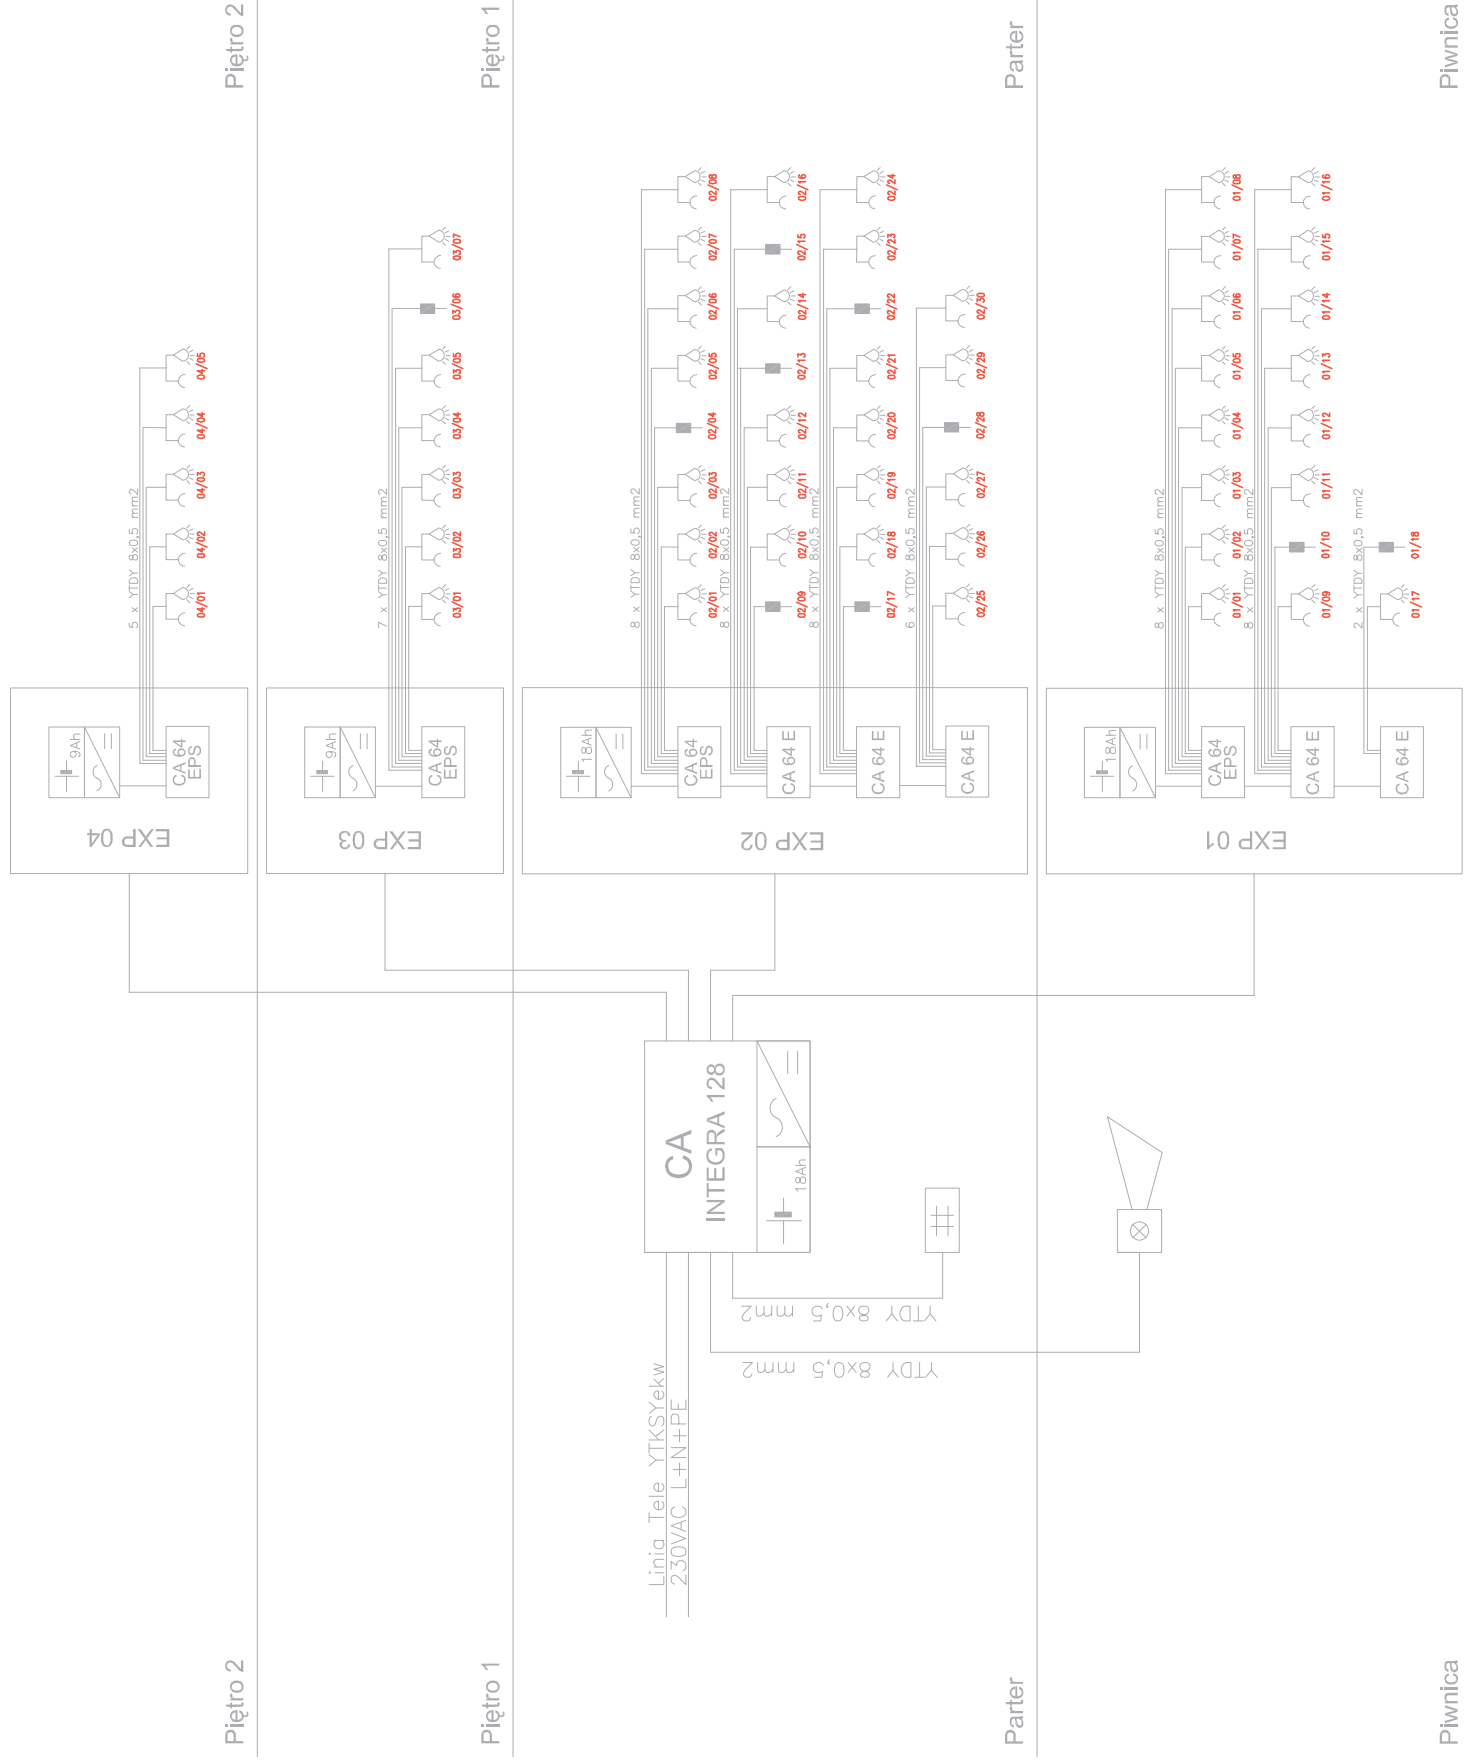 Piętro 2
04/01
04/02
04/03
04/04
04/05
5 x YTDY 8x0,5 mm2
9Ah
CA 64
EPS
EXP 04
Piętro 2
Piętro 1
03/01
03/02
03/03
03/04
03/05
03/06
03/07
7 x YTDY 8x0,5 mm2
9Ah
CA 64
EPS
EXP 03
Piętro 1
Parter
02/01
02/02
02/03
02/04
02/05
02/06
02/07
02/08
8 x YTDY 8x0,5 mm2
02/09
02/10
02/11
02/12
02/13
02/14
02/15
02/16
8 x YTDY 8x0,5 mm2
02/17
02/18
02/19
02/20
02/21
02/22
02/23
02/24
8 x YTDY 8x0,5 mm2
02/25
02/26
02/27
02/28
02/29
02/30
6 x YTDY 8x0,5 mm2
18Ah
CA 64
EPS
CA 64 E
CA 64 E
CA 64 E
EXP 02
CA
INTEGRA 128
18Ah
YTDY 8x0,5 mm2
YTDY 8x0,5 mm2
Linia Tele YTKSYekw
230VAC L+N+PE
Parter
Piwnica
01/01
01/02
01/03
01/04
01/05
01/06
01/07
01/08
8 x YTDY 8x0,5 mm2
01/09
01/10
01/11
01/12
01/13
01/14
01/15
01/16
8 x YTDY 8x0,5 mm2
01/17
01/18
2 x YTDY 8x0,5 mm2
18Ah
CA 64
EPS
CA 64 E
CA 64 E
EXP 01
Piwnica